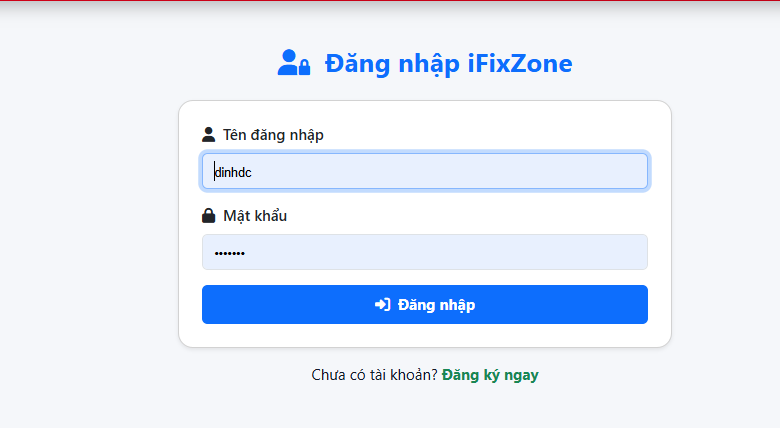 Đăng nhập iFixZone
Tên đăng nhập
dinhdc
Mật khẩu
•••••••
Đăng nhập
Chưa có tài khoản? Đăng ký ngay